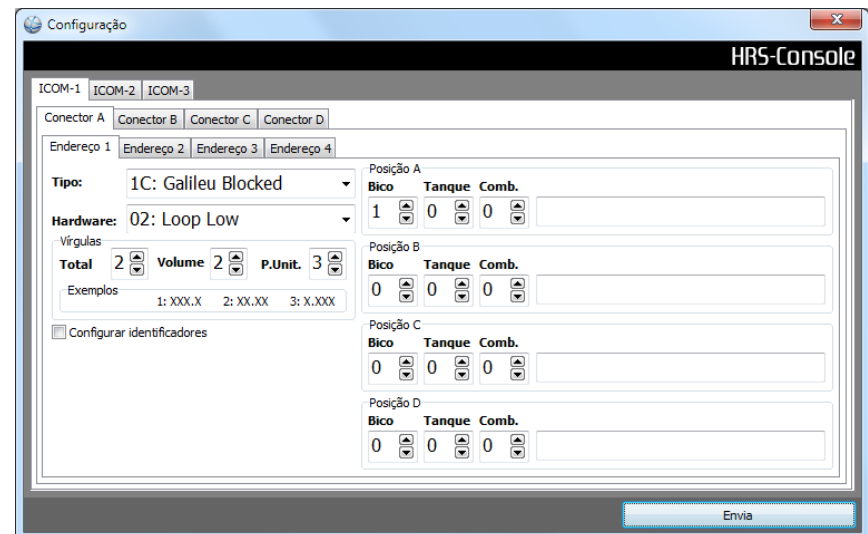 Configuração
HRS-Console
ICOM-1 ICOM-2 ICOM-3
Conector A Conector B Conector C Conector D
Endereço 1 Endereço 2 Endereço 3 Endereço 4
Tipo: 1C: Galileu Blocked
Hardware: 02: Loop Low
Vírgulas
Total 2 Volume 2 P.Unit. 3
Exemplos
1: XXX.X 2: XX.XX 3: X.XXX
Configurar identificadores
Posição A
Bico Tanque Comb.
1 0 0
Posição B
Bico Tanque Comb.
0 0 0
Posição C
Bico Tanque Comb.
0 0 0
Posição D
Bico Tanque Comb.
0 0 0
Envia